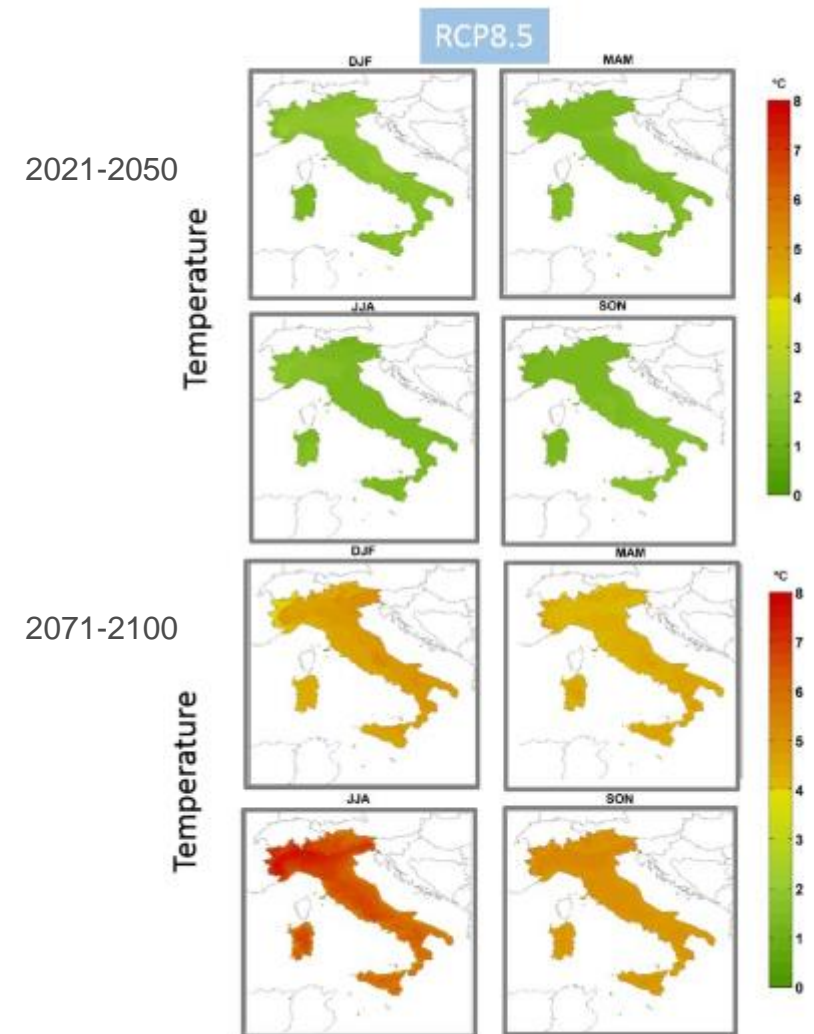 RCP8.5
DJF
MAM
2021-2050
Temperature
°C
8
7
6
5
4
3
2
1
0
JJA
SON
2071-2100
Temperature
DJF
MAM
°C
8
7
6
5
4
3
2
1
0
JJA
SON